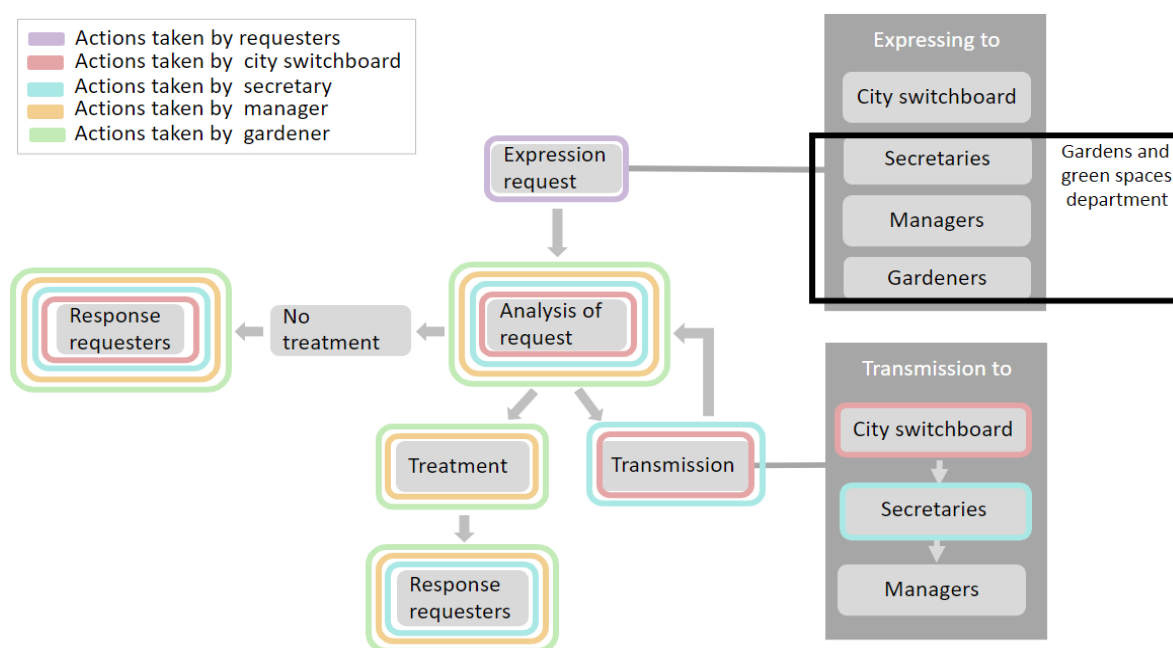 Actions taken by requesters
Actions taken by city switchboard
Actions taken by secretary
Actions taken by manager
Actions taken by gardener
Expressing to
City switchboard
Secretaries
Managers
Gardeners
Gardens and
green spaces
department
Expression
request
Analysis of
request
No
treatment
Response
requesters
Treatment
Transmission
Response
requesters
Transmission to
City switchboard
Secretaries
Managers